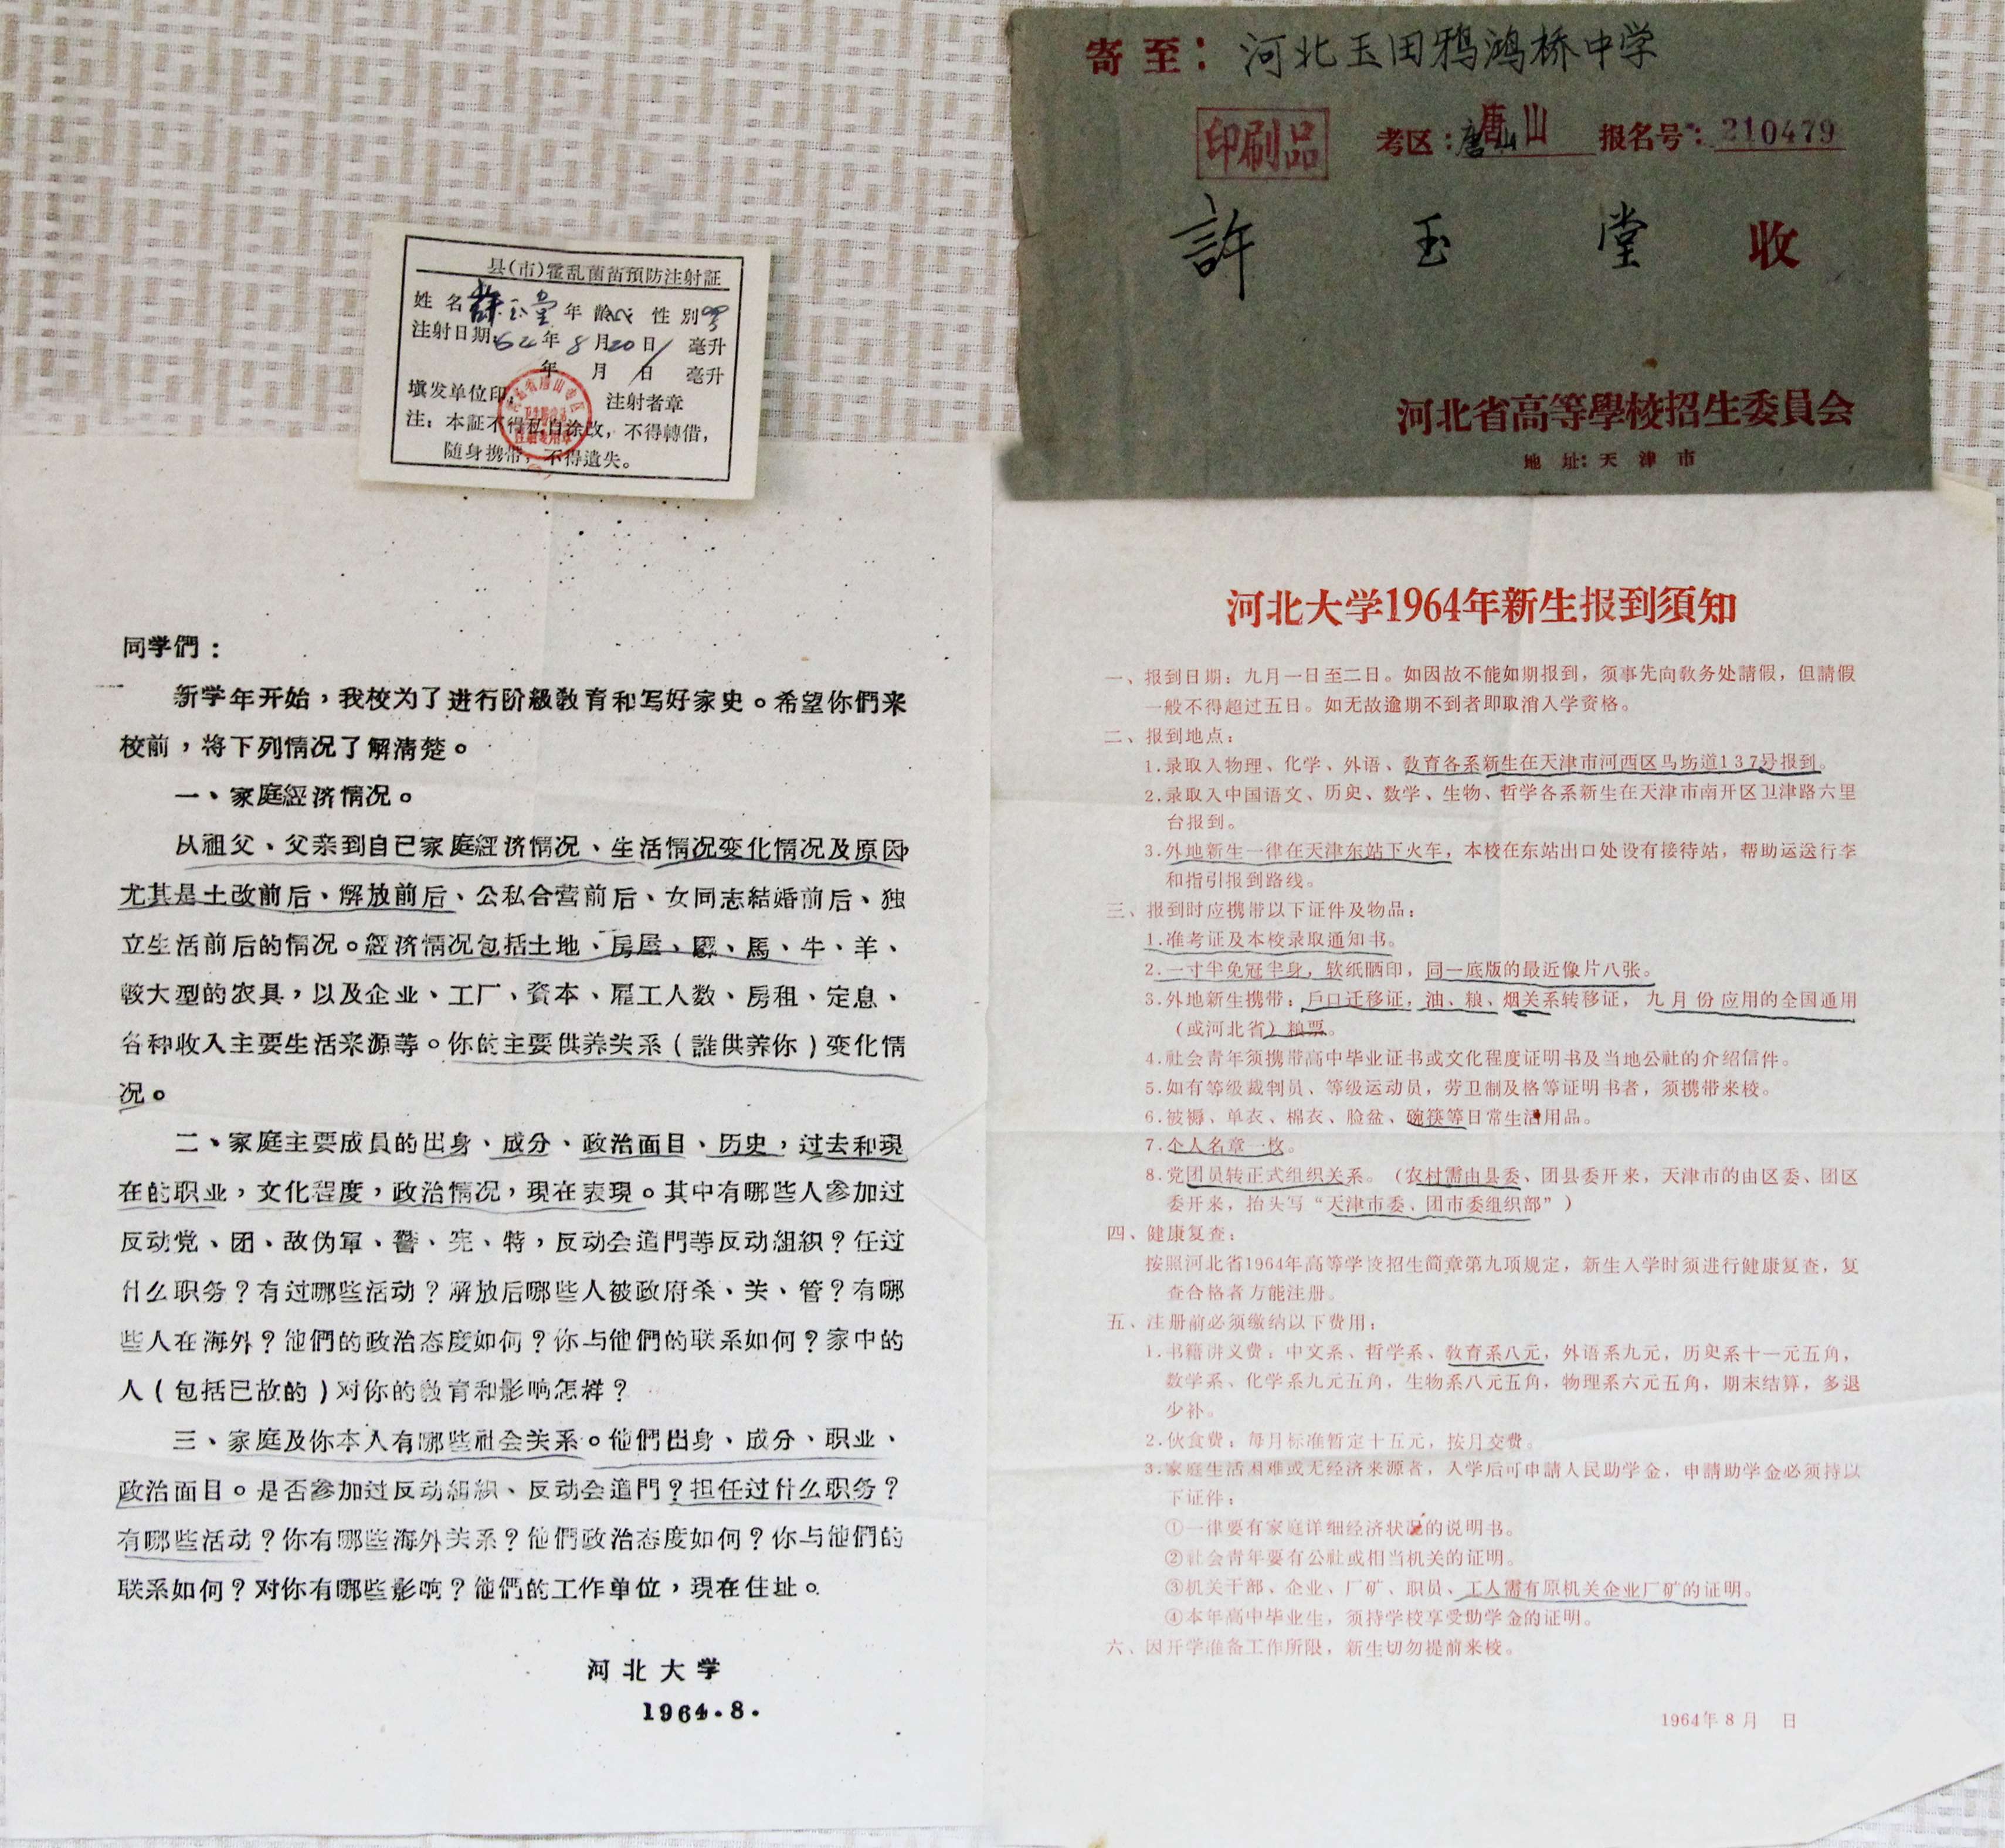 寄至：河北玉田鸦鸿桥中学
印刷品
考区：唐山 唐山 报名号：210479
許 玉 堂 收
河北省高等學校招生委員会
地址：天津市
县(市)霍乱菌苗預防注射証
姓名 許玉堂 年龄 性别 男
注射日期 64年8月20日1毫升
年 月 日 毫升
填发单位印 注射者章
注：本証不得私自涂改，不得轉借，
随身携带，不得遺失。
同学們：
新学年开始，我校为了进行阶級敎育和写好家史。希望你們来
校前，将下列情况了解清楚。
一、家庭經济情况。
从祖父、父亲到自已家庭經济情况、生活情况变化情况及原因
尤其是土改前后、解放前后、公私合营前后、女同志結婚前后、独
立生活前后的情况。經济情况包括土地、房屋、騾、馬、牛、羊、
較大型的农具，以及企业、工厂、資本、雇工人数、房租、定息、
各种收入主要生活来源等。你的主要供养关系(誰供养你)变化情
况。
二、家庭主要成員的出身、成分、政治面目、历史，过去和現
在的职业，文化程度，政治情况，現在表現。其中有哪些人参加过
反动党、团、敌伪軍、警、宪、特，反动会道門等反动組織？任过
什么职务？有过哪些活动？解放后哪些人被政府杀、关、管？有哪
些人在海外？他們的政治态度如何？你与他們的联系如何？家中的
人(包括已故的)对你的敎育和影响怎样？
三、家庭及你本人有哪些社会关系。他們出身、成分、职业、
政治面目。是否参加过反动組織、反动会道門？担任过什么职务？
有哪些活动？你有哪些海外关系？他們政治态度如何？你与他們的
联系如何？对你有哪些影响？他們的工作单位，現在住址。
河北大学
1964.8.
河北大学1964年新生报到須知
一、报到日期：九月一日至二日。如因故不能如期报到，须事先向教务处請假，但請假
一般不得超过五日。如无故逾期不到者即取消入学资格。
二、报到地点：
1.录取入物理、化学、外语、教育各系新生在天津市河西区马场道137号报到。
2.录取入中国语文、历史、数学、生物、哲学各系新生在天津市南开区卫津路六里
台报到。
3.外地新生一律在天津东站下火车，本校在东站出口处设有接待站，帮助运送行李
和指引报到路线。
三、报到时应携带以下证件及物品：
1.准考证及本校录取通知书。
2.一寸半免冠半身，软纸晒印，同一底版的最近像片八张。
3.外地新生携带：戶口迁移证，油、粮、烟关系转移证，九月份应用的全国通用
（或河北省）粮票。
4.社会青年须携带高中毕业证书或文化程度证明书及当地公社的介绍信件。
5.如有等级裁判员、等级运动员，劳卫制及格等证明书者，须携带来校。
6.被褥、单衣、棉衣、脸盆、碗筷等日常生活用品。
7.个人名章一枚。
8.党团员转正式组织关系。（农村需由县委、团县委开来，天津市的由区委、团区
委开来，抬头写“天津市委、团市委组织部”）
四、健康复查：
按照河北省1964年高等学校招生简章第九项规定，新生入学时须进行健康复查，复
查合格者方能注册。
五、注册前必须缴纳以下费用：
1.书籍讲义费：中文系、哲学系、教育系八元，外语系九元，历史系十一元五角，
数学系、化学系九元五角，生物系八元五角，物理系六元五角，期末结算，多退
少补。
2.伙食费：每月标准暂定十五元，按月交费。
3.家庭生活困难或无经济来源者，入学后可申請人民助学金，申請助学金必须持以
下证件：
①一律要有家庭详细经济状况的说明书。
②社会青年要有公社或相当机关的证明。
③机关干部、企业、厂矿、职员、工人需有原机关企业厂矿的证明。
④本年高中毕业生，须持学校享受助学金的证明。
六、因开学准备工作所限，新生切勿提前来校。
1964年8月 日